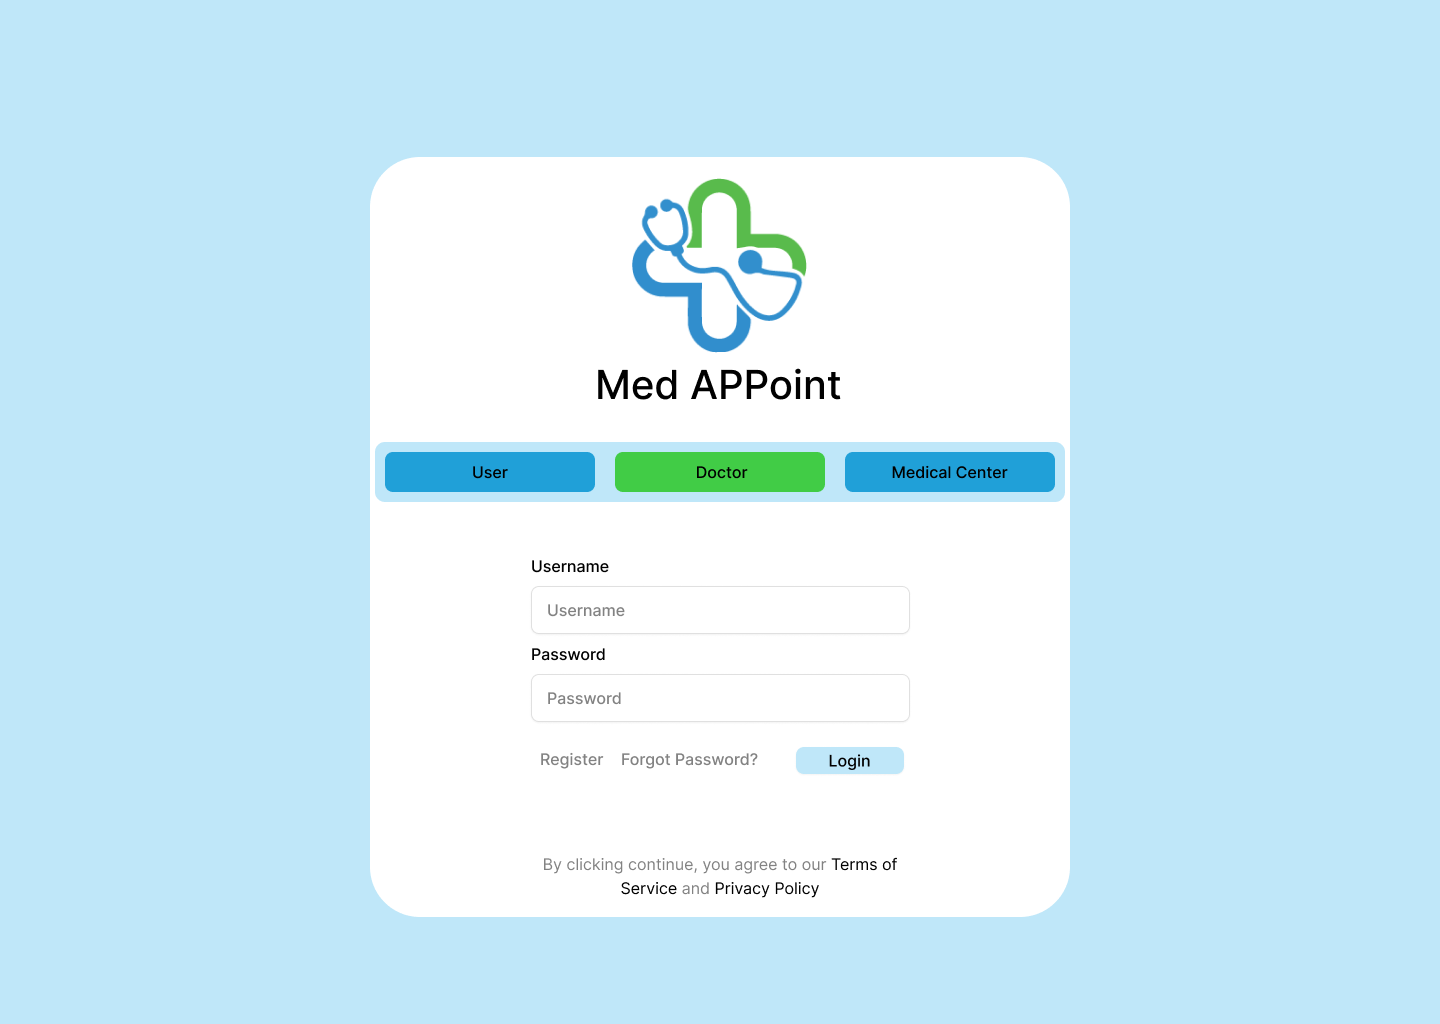 Med APPoint
User
Doctor
Medical Center
Username
Username
Password
Password
Register
Forgot Password?
Login
By clicking continue, you agree to our Terms of
Service and Privacy Policy